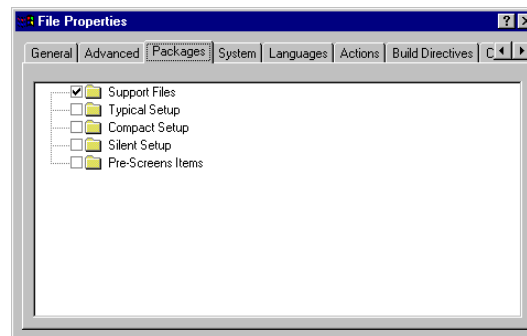 File Properties
General Advanced Packages System Languages Actions Build Directives
Support Files
Typical Setup
Compact Setup
Silent Setup
Pre-Screens Items